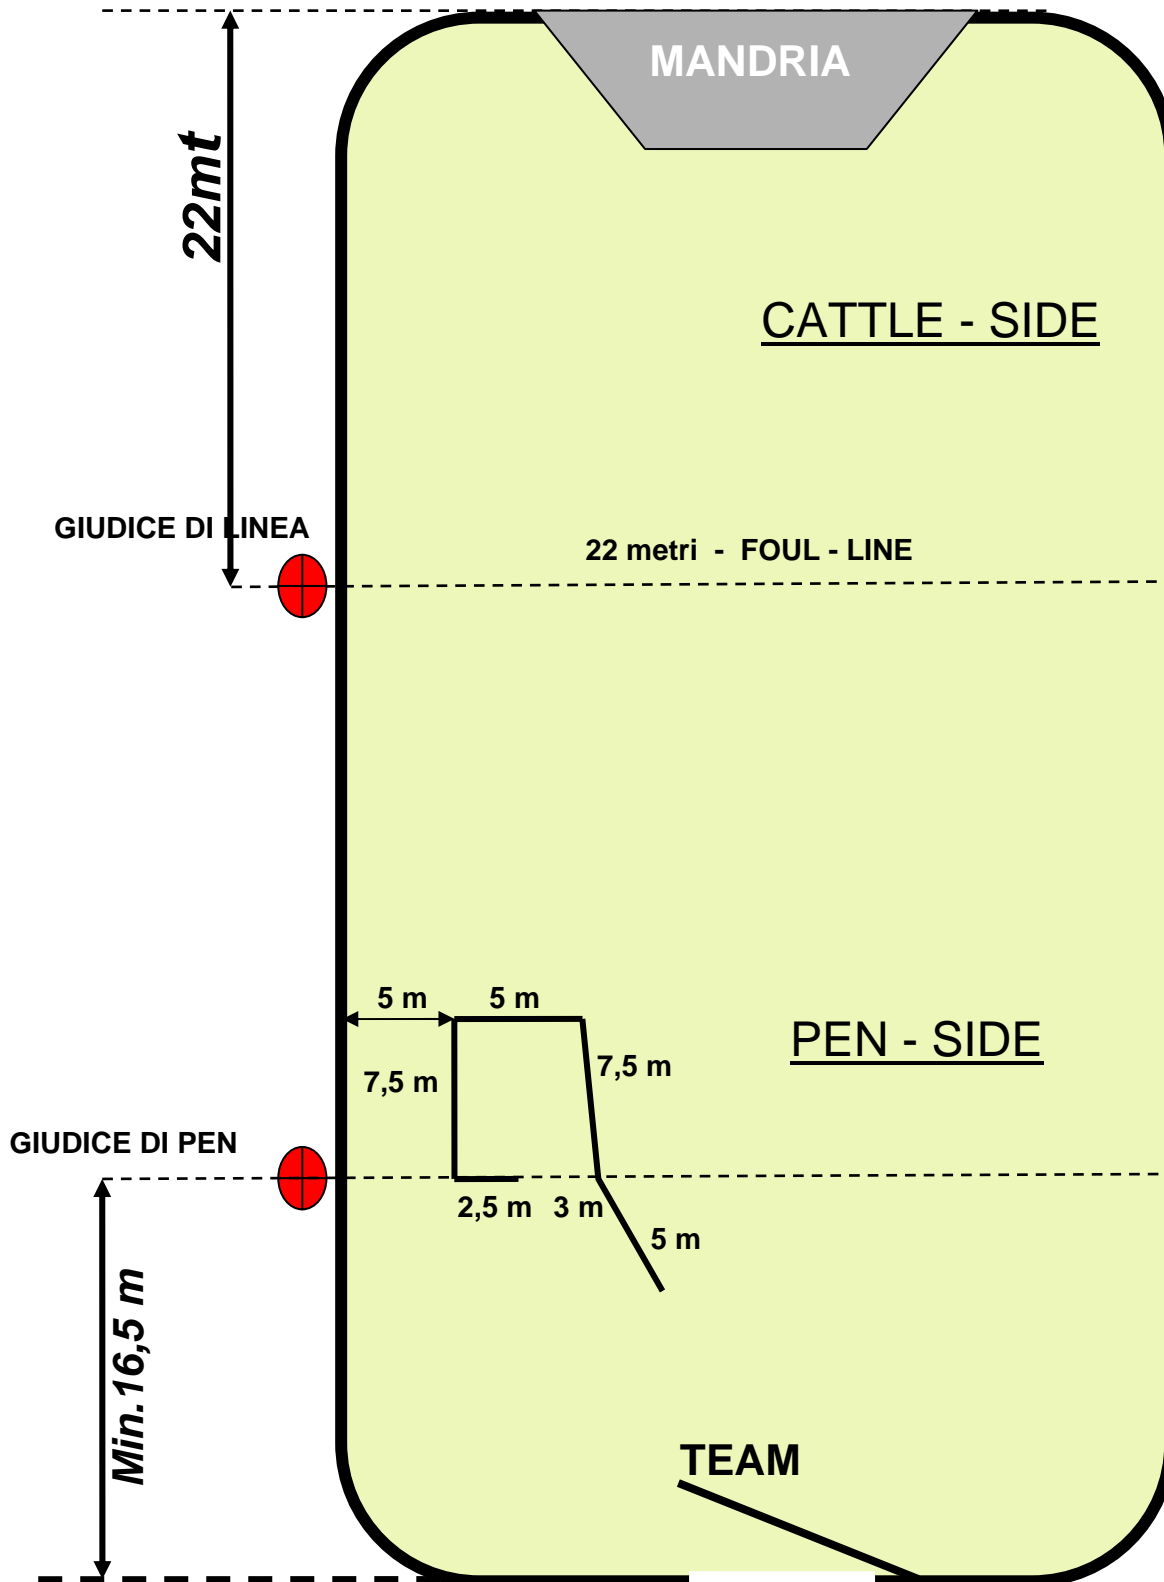 MANDRIA
22mt
CATTLE - SIDE
GIUDICE DI LINEA
22 metri - FOUL - LINE
5 m
5 m
PEN - SIDE
7,5 m
7,5 m
GIUDICE DI PEN
2,5 m
3 m
5 m
Min.16,5 m
TEAM